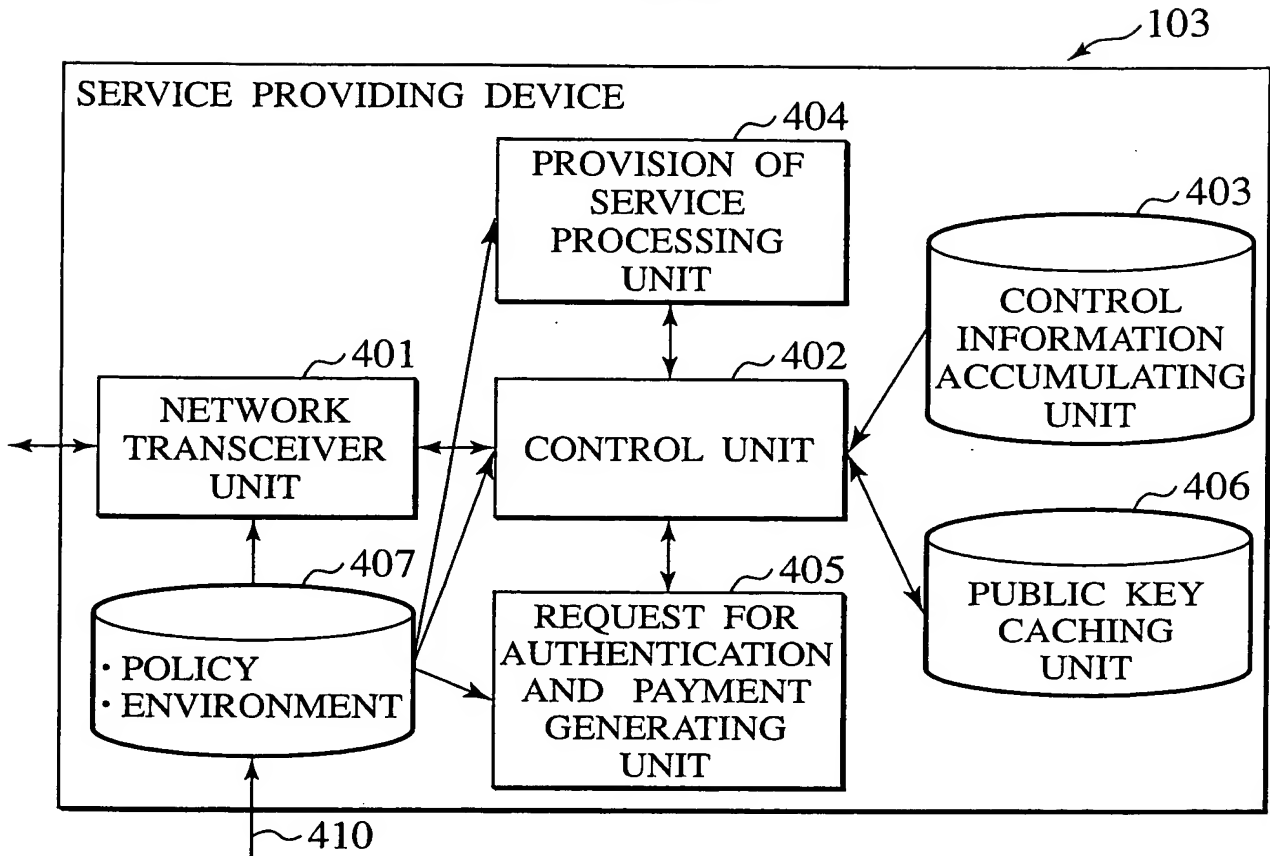 103
SERVICE PROVIDING DEVICE
404
PROVISION OF
SERVICE
PROCESSING
UNIT
403
CONTROL
INFORMATION
ACCUMULATING
UNIT
401
NETWORK
TRANSCEIVER
UNIT
402
CONTROL UNIT
406
PUBLIC KEY
CACHING
UNIT
407
・POLICY
・ENVIRONMENT
405
REQUEST FOR
AUTHENTICATION
AND PAYMENT
GENERATING
UNIT
410